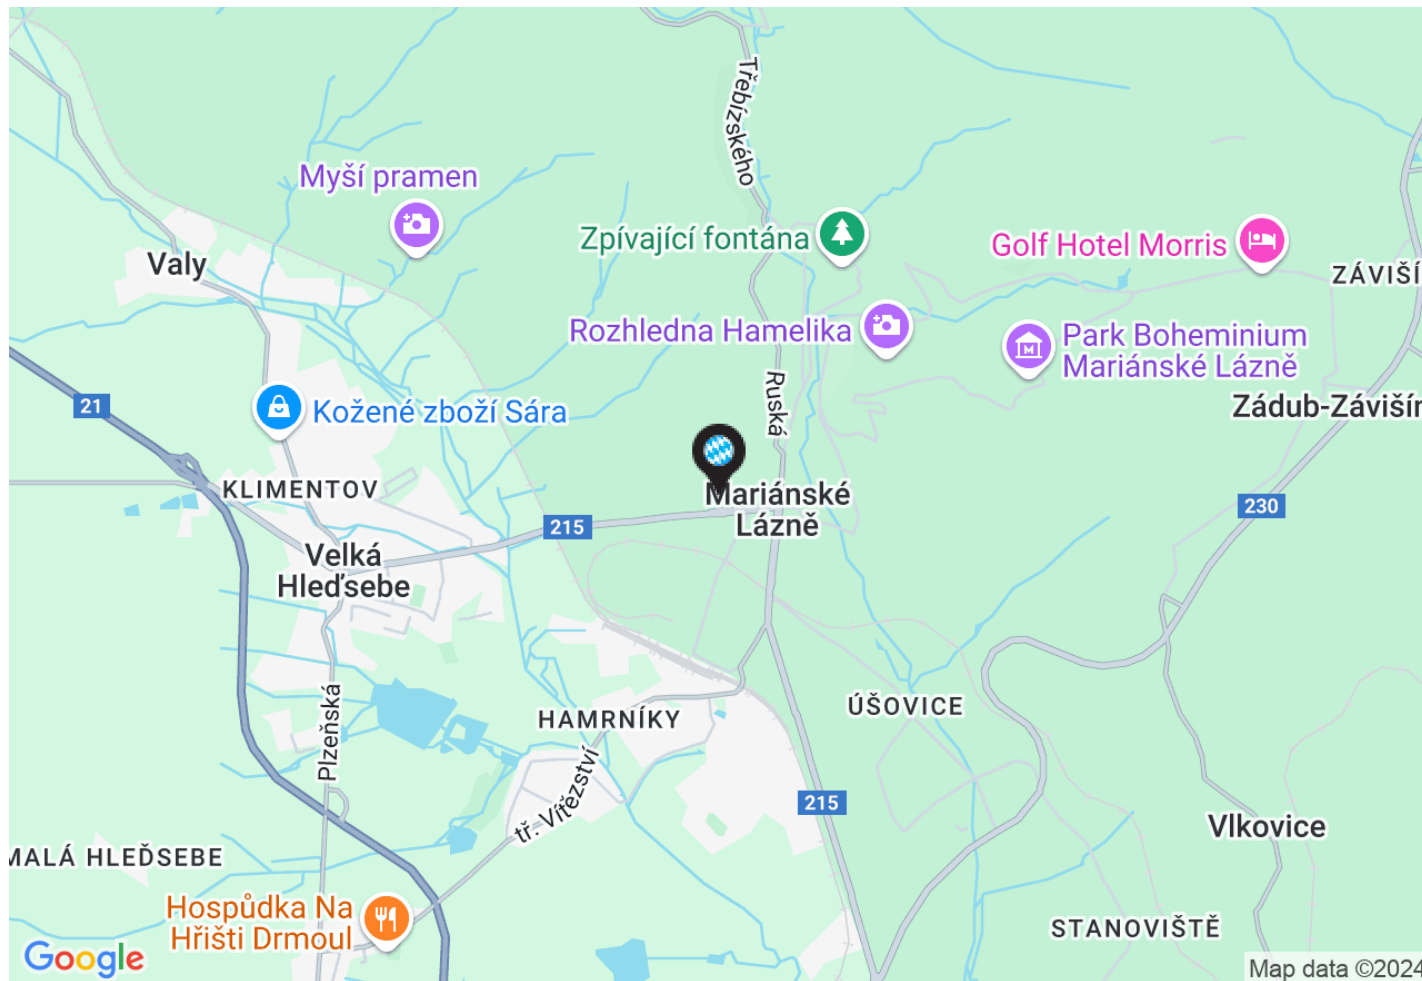 Třebízského
Myší pramen
Zpívající fontána
Golf Hotel Morris
Valy
ZÁVIŠÍ
Rozhledna Hamelika
Park Boheminium
Mariánské Lázně
21
Kožené zboží Sára
Ruská
Zádub-Závišín
KLIMENTOV
Mariánské
Lázně
215
230
Velká
Hleďsebe
Plzeňská
HAMRNÍKY
ÚŠOVICE
tř. Vítězství
215
Vlkovice
MALÁ HLEĎSEBE
Hospůdka Na
Hřišti Drmoul
STANOVIŠTĚ
Google
Map data ©2024